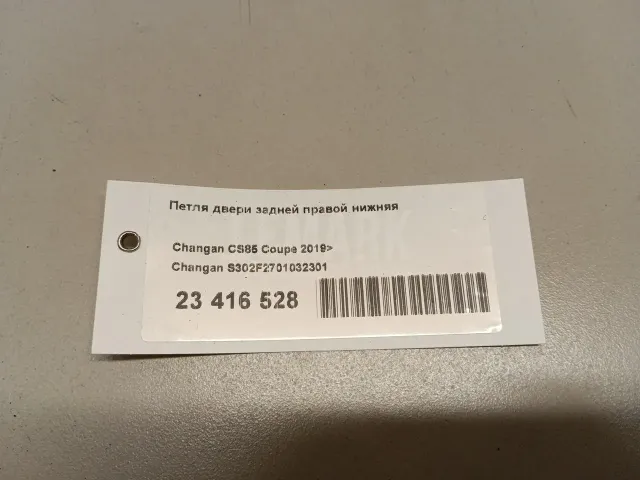 Петля двери задней правой нижняя
Changan CS85 Coupe 2019>
Changan S302F2701032301
23 416 528